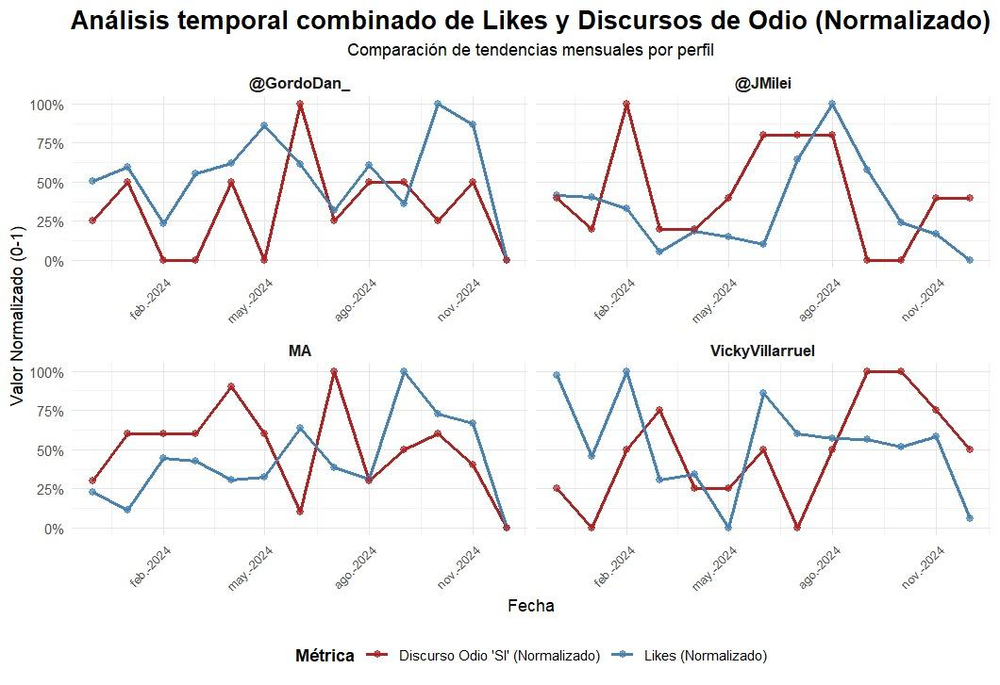 Análisis temporal combinado de Likes y Discursos de Odio (Normalizado)
Comparación de tendencias mensuales por perfil
@GordoDan_
@JMilei
100%
75%
50%
25%
0%
feb.-2024
may.-2024
ago.-2024
nov.-2024
feb.-2024
may.-2024
ago.-2024
nov.-2024
Valor Normalizado (0-1)
MA
VickyVillarruel
100%
75%
50%
25%
0%
feb.-2024
may.-2024
ago.-2024
nov.-2024
feb.-2024
may.-2024
ago.-2024
nov.-2024
Fecha
Métrica
Discurso Odio 'SI' (Normalizado)
Likes (Normalizado)